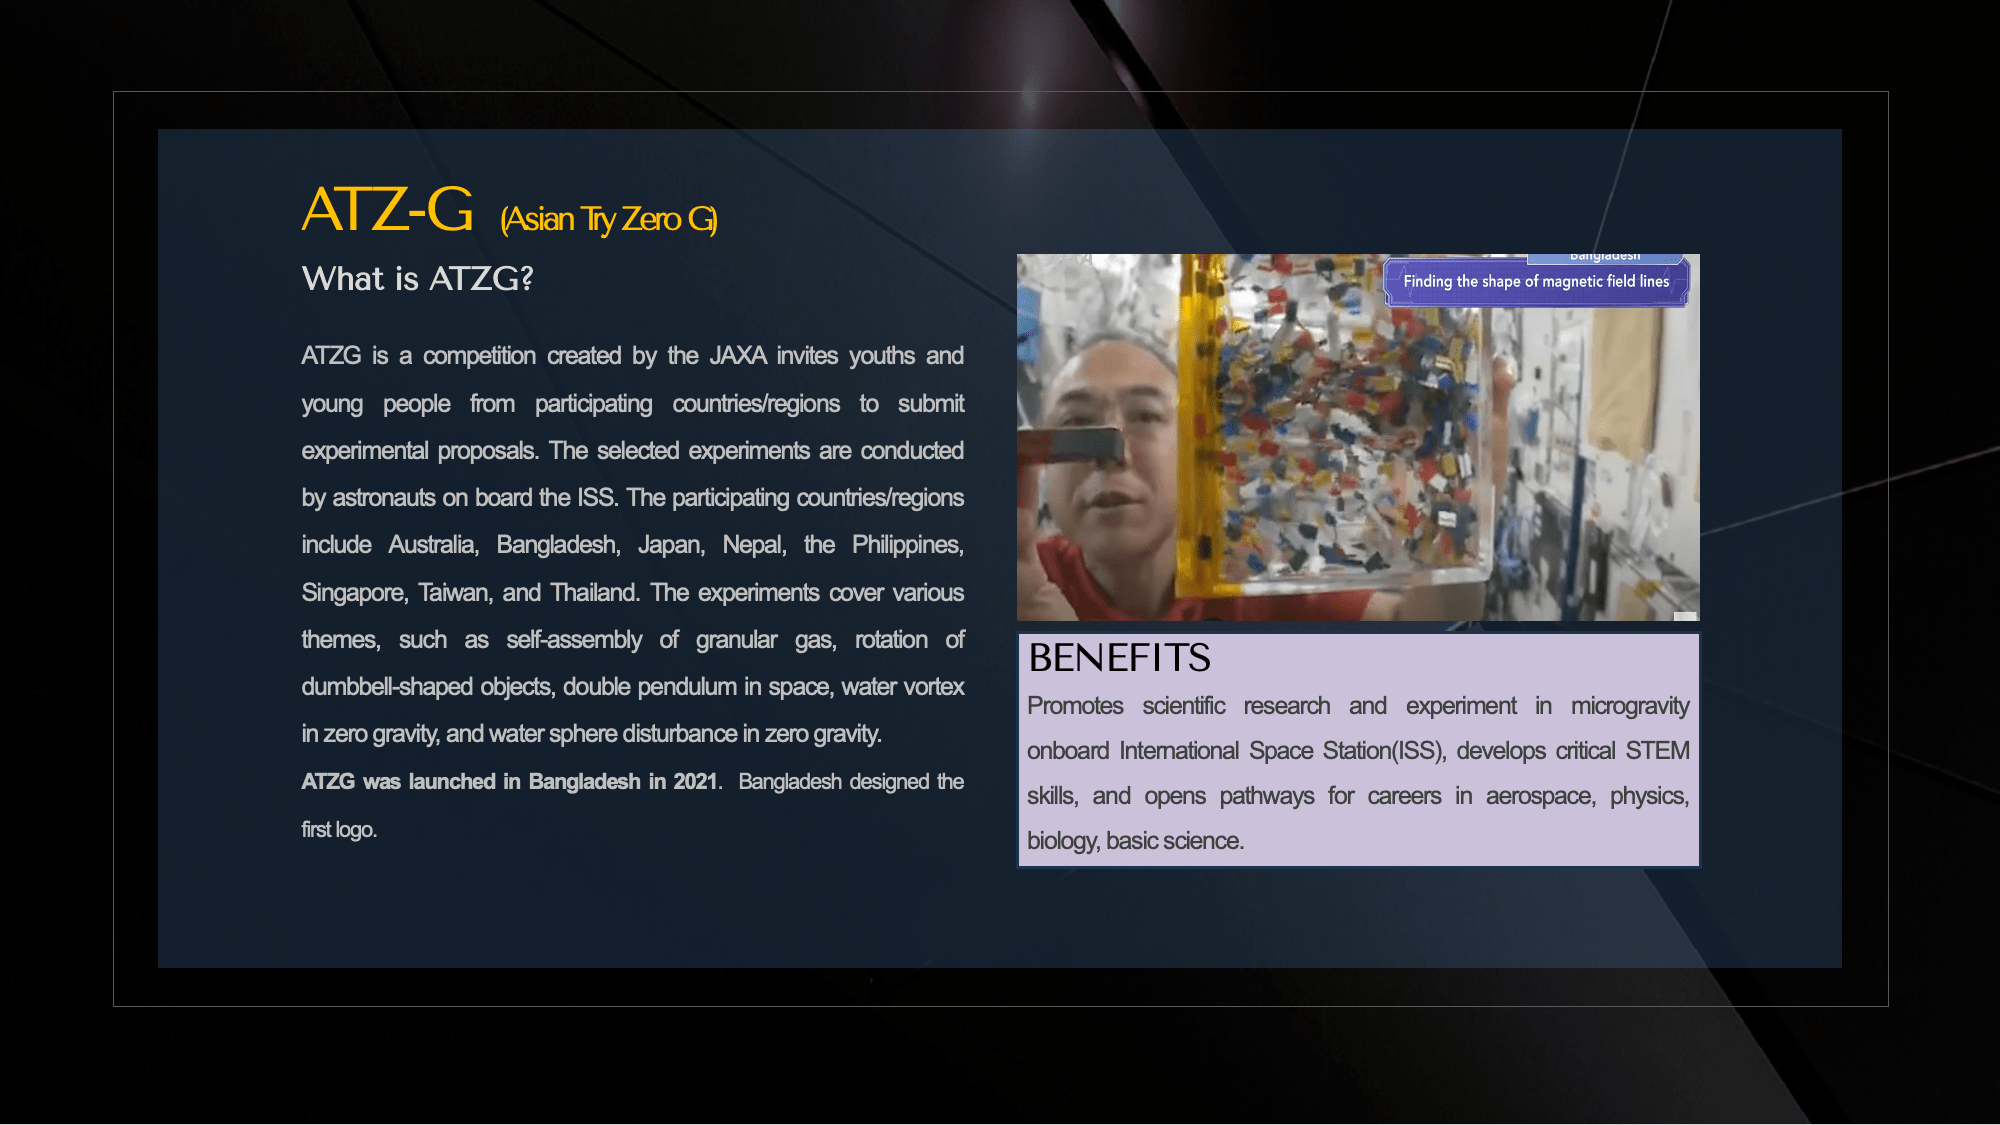 ATZ-G (Asian Try Zero G)
What is ATZG?
ATZG is a competition created by the JAXA invites youths and
young people from participating countries/regions to submit
experimental proposals. The selected experiments are conducted
by astronauts on board the ISS. The participating countries/regions
include Australia, Bangladesh, Japan, Nepal, the Philippines,
Singapore, Taiwan, and Thailand. The experiments cover various
themes, such as self-assembly of granular gas, rotation of
dumbbell-shaped objects, double pendulum in space, water vortex
in zero gravity, and water sphere disturbance in zero gravity.
ATZG was launched in Bangladesh in 2021. Bangladesh designed the
first logo.
Bangladesh
Finding the shape of magnetic field lines
BENEFITS
Promotes scientific research and experiment in microgravity
onboard International Space Station(ISS), develops critical STEM
skills, and opens pathways for careers in aerospace, physics,
biology, basic science.